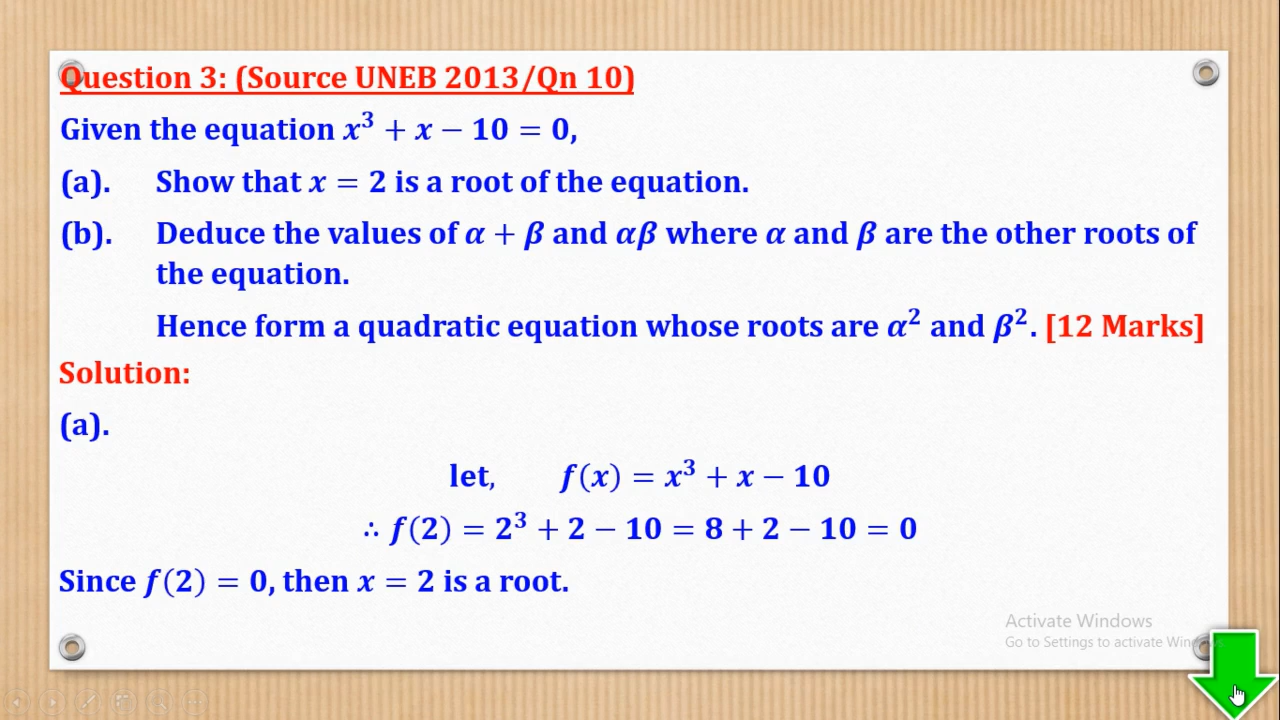 Question 3: (Source UNEB 2013/Qn 10)
Given the equation x³ + x − 10 = 0,
(a). Show that x = 2 is a root of the equation.
(b). Deduce the values of α + β and αβ where α and β are the other roots of
the equation.
Hence form a quadratic equation whose roots are α² and β². [12 Marks]
Solution:
(a).
let, f(x) = x³ + x − 10
∴ f(2) = 2³ + 2 − 10 = 8 + 2 − 10 = 0
Since f(2) = 0, then x = 2 is a root.
Activate Windows
Go to Settings to activate Windows